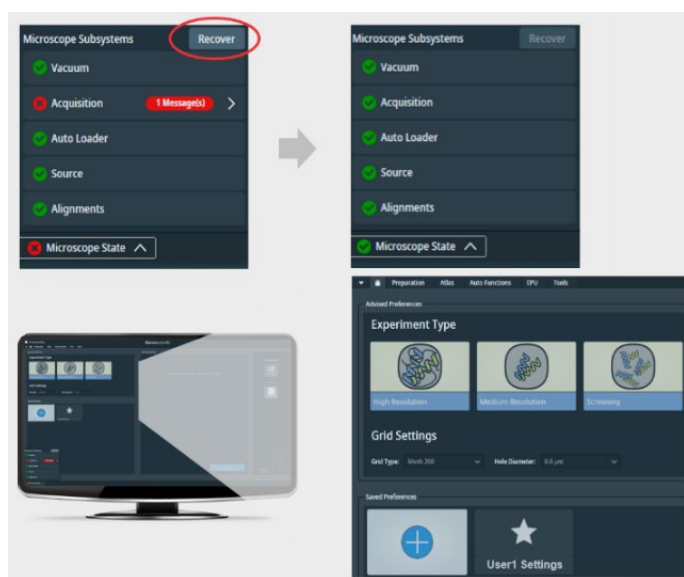 Microscope Subsystems Recover
Vacuum
Acquisition 1 Message(s)
Auto Loader
Source
Alignments
Microscope State
Microscope Subsystems Recover
Vacuum
Acquisition
Auto Loader
Source
Alignments
Microscope State
Preparation Atlas Auto Functions EPU Tools
Advised Preferences
Experiment Type
High Resolution Medium Resolution Screening
Grid Settings
Grid Type: Mesh 200 Hole Diameter: 0.6 µm
Saved Preferences
User1 Settings
Experiment Type